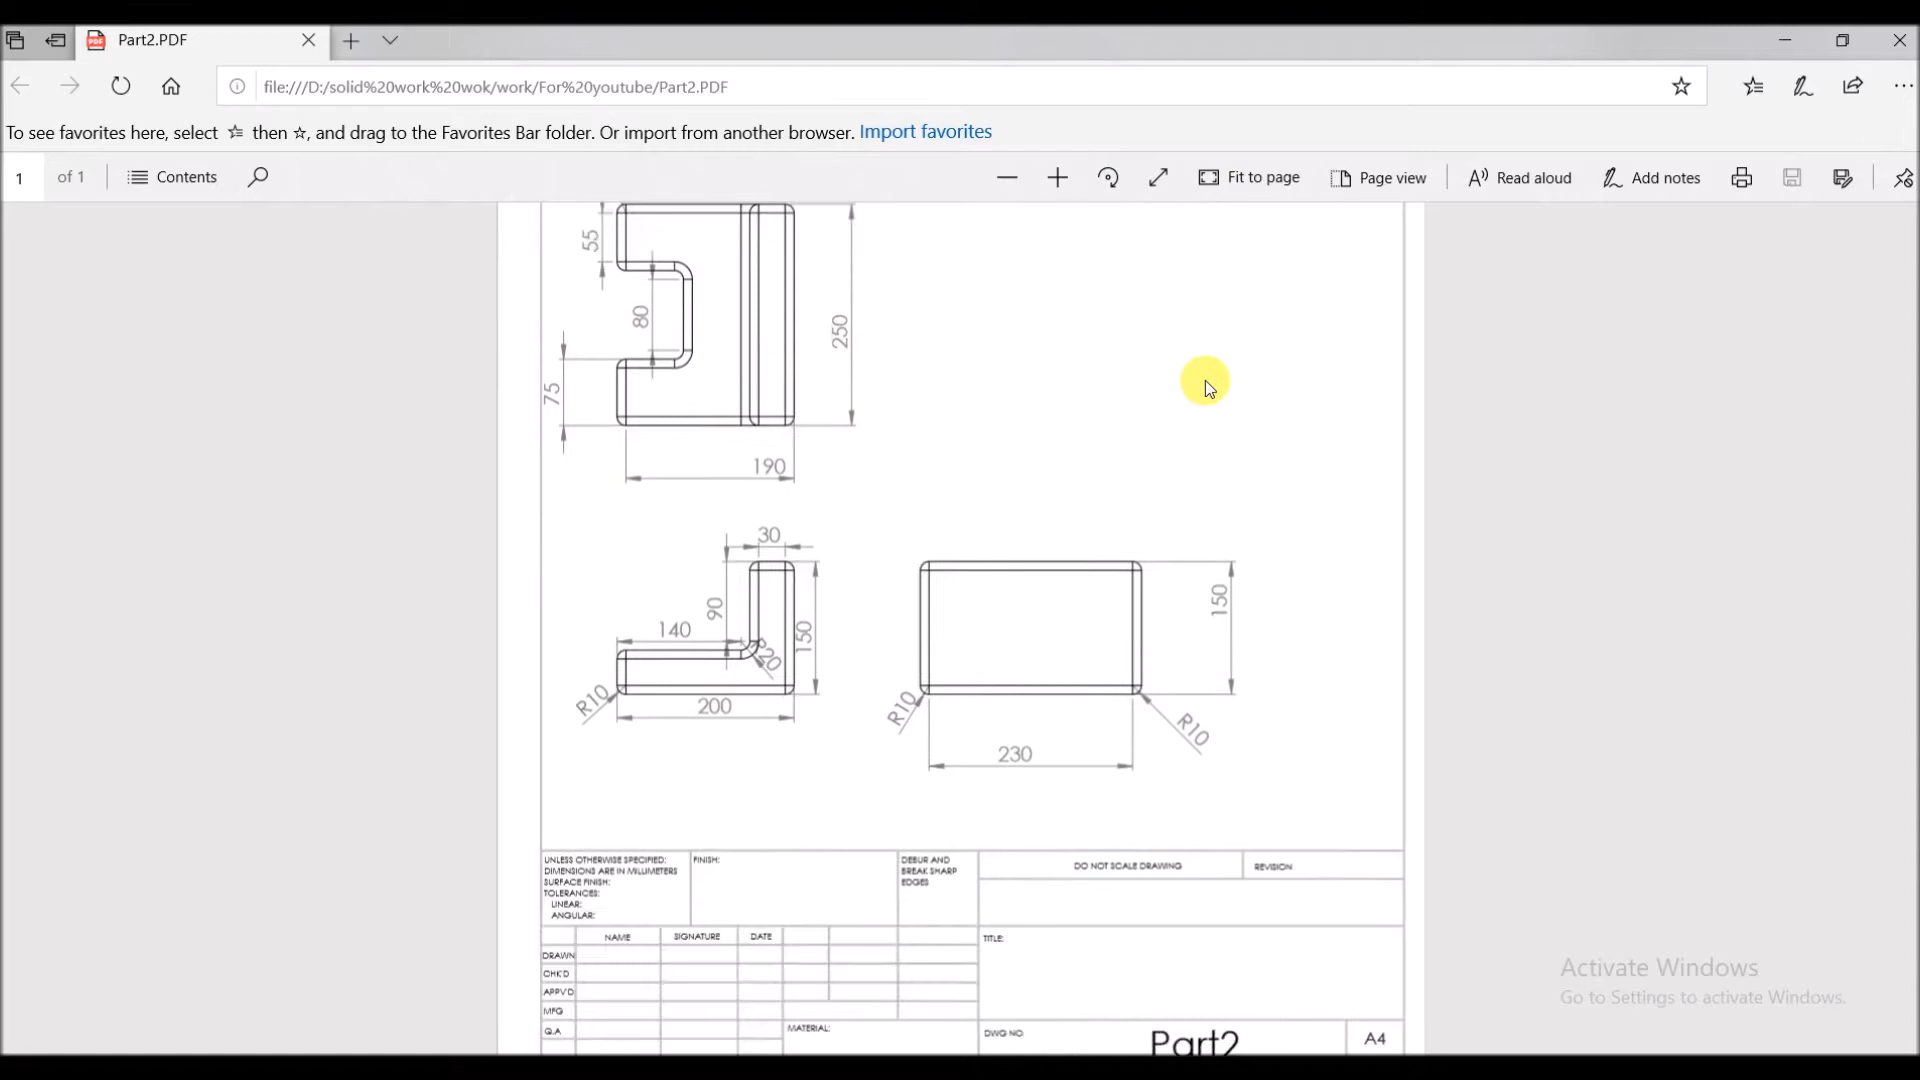 Part2.PDF
file:///D:/solid%20work%20wok/work/For%20youtube/Part2.PDF
To see favorites here, select then , and drag to the Favorites Bar folder. Or import from another browser. Import favorites
1 of 1 Contents Fit to page Page view Read aloud Add notes
55
80
250
75
190
30
90
140
150
R20
R10
200
150
R10
R10
230
UNLESS OTHERWISE SPECIFIED:
DIMENSIONS ARE IN MILLIMETERS
SURFACE FINISH:
TOLERANCES:
LINEAR:
ANGULAR:
FINISH:
DEBUR AND
BREAK SHARP
EDGES
DO NOT SCALE DRAWING
REVISION
NAME SIGNATURE DATE
TITLE:
DRAWN
CHK'D
APPV'D
MFG
Q.A
MATERIAL:
DWG NO.
Part2
A4
Activate Windows
Go to Settings to activate Windows.